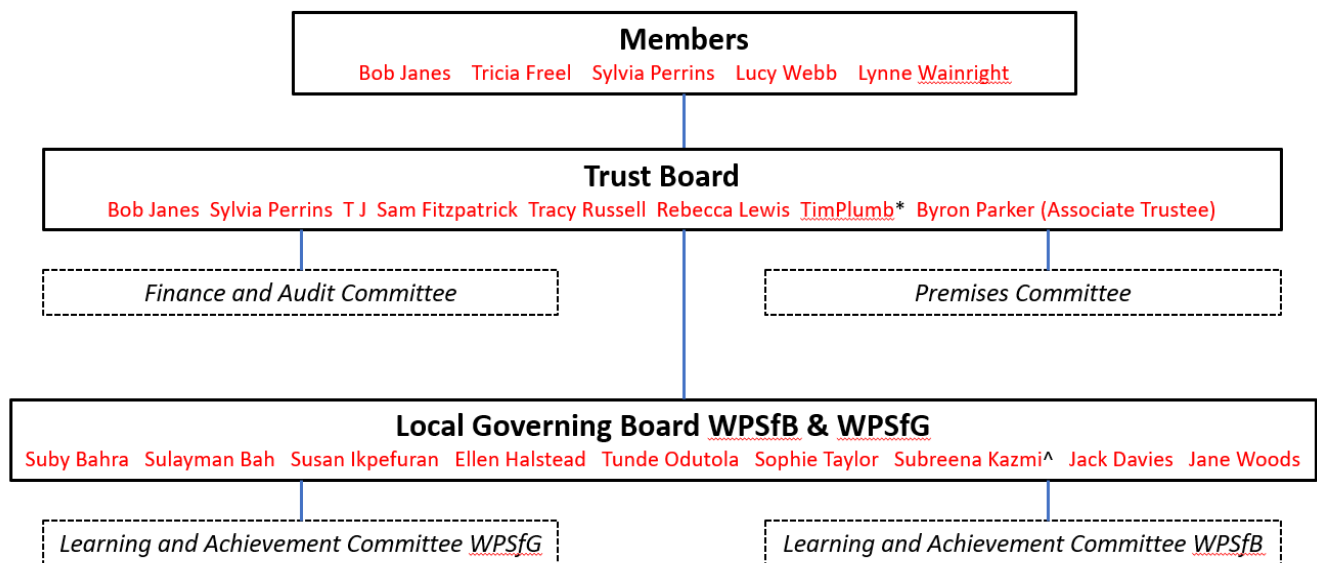 Members
Bob Janes Tricia Freel Sylvia Perrins Lucy Webb Lynne Wainright
Trust Board
Bob Janes Sylvia Perrins T J Sam Fitzpatrick Tracy Russell Rebecca Lewis TimPlumb* Byron Parker (Associate Trustee)
Finance and Audit Committee
Premises Committee
Local Governing Board WPSfB & WPSfG
Suby Bahra Sulayman Bah Susan Ikpefuran Ellen Halstead Tunde Odutola Sophie Taylor Subreena Kazmi^ Jack Davies Jane Woods
Learning and Achievement Committee WPSfG
Learning and Achievement Committee WPSfB